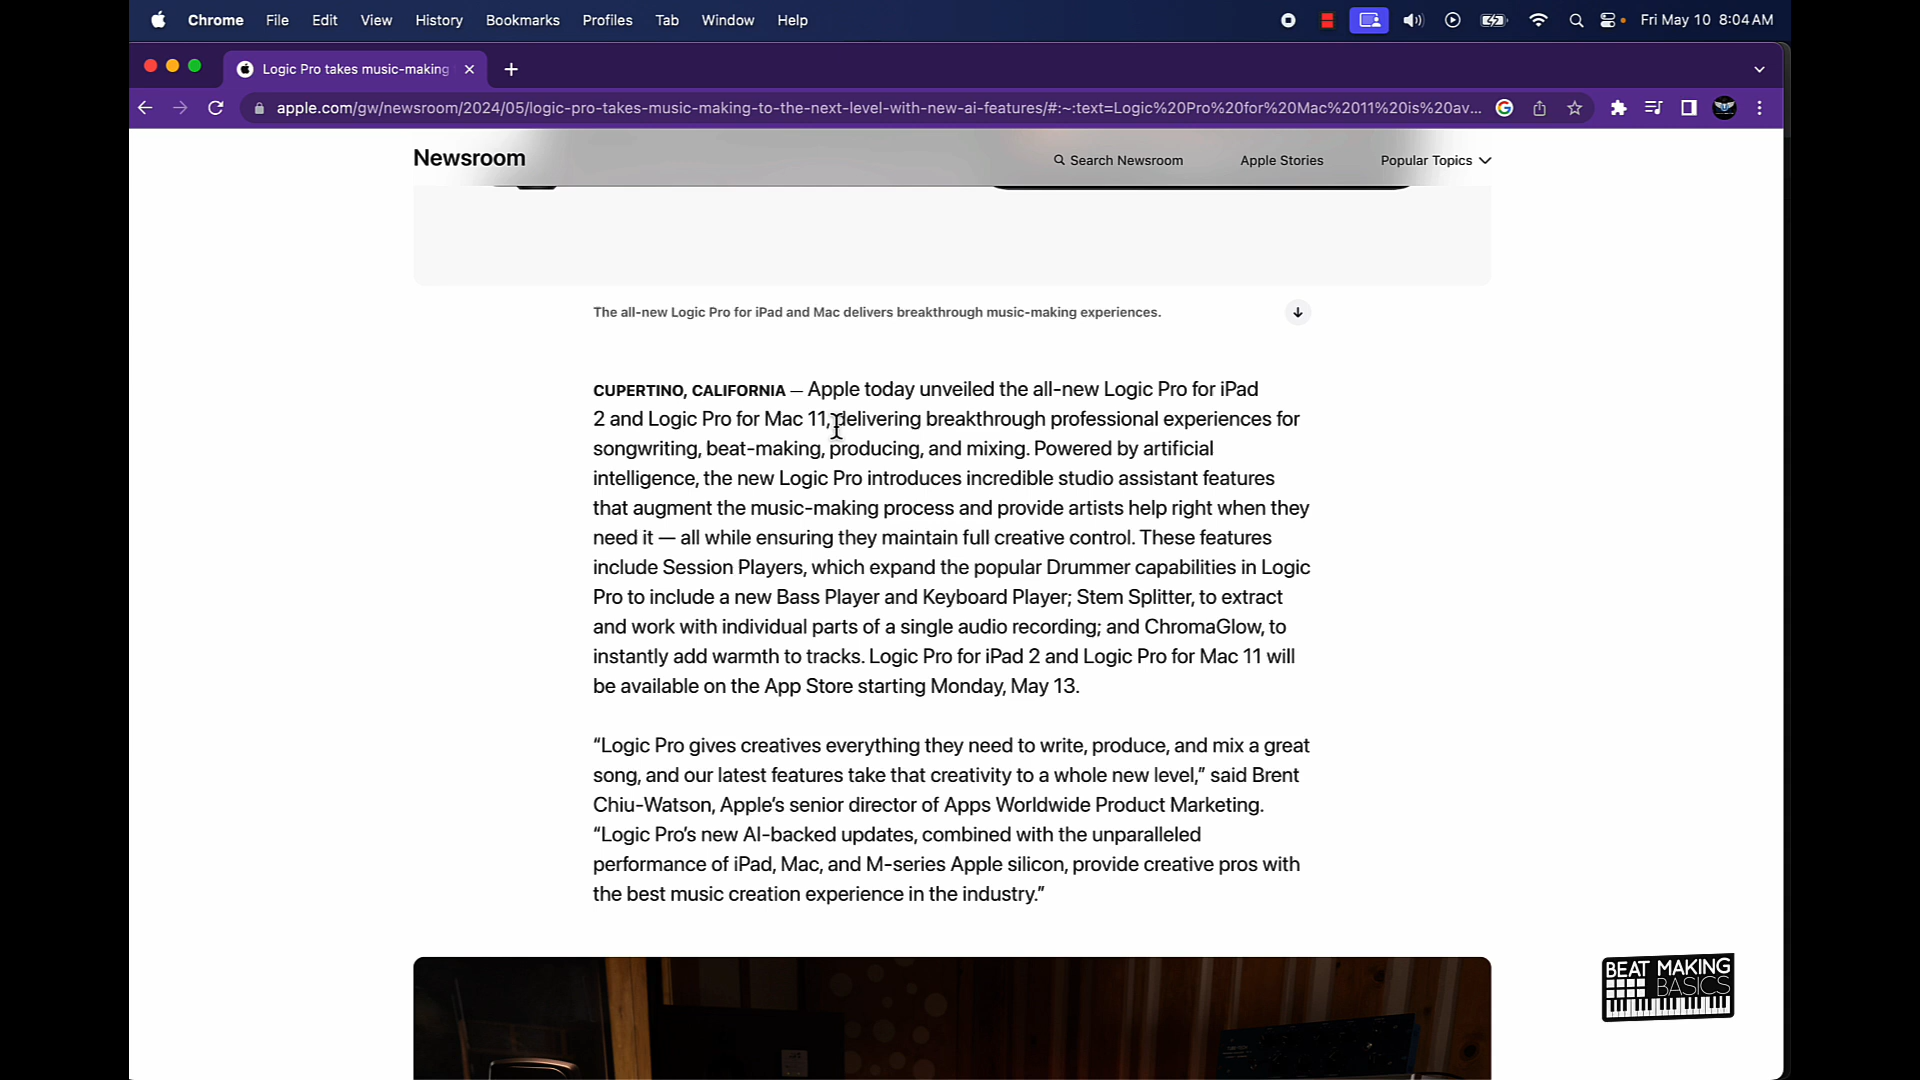 Chrome File Edit View History Bookmarks Profiles Tab Window Help Fri May 10 8:04 AM
Logic Pro takes music-making
apple.com/gw/newsroom/2024/05/logic-pro-takes-music-making-to-the-next-level-with-new-ai-features/#:~:text=Logic%20Pro%20for%20Mac%2011%20is%20av...
Newsroom Search Newsroom Apple Stories Popular Topics
The all-new Logic Pro for iPad and Mac delivers breakthrough music-making experiences.
CUPERTINO, CALIFORNIA — Apple today unveiled the all-new Logic Pro for iPad
2 and Logic Pro for Mac 11, delivering breakthrough professional experiences for
songwriting, beat-making, producing, and mixing. Powered by artificial
intelligence, the new Logic Pro introduces incredible studio assistant features
that augment the music-making process and provide artists help right when they
need it — all while ensuring they maintain full creative control. These features
include Session Players, which expand the popular Drummer capabilities in Logic
Pro to include a new Bass Player and Keyboard Player; Stem Splitter, to extract
and work with individual parts of a single audio recording; and ChromaGlow, to
instantly add warmth to tracks. Logic Pro for iPad 2 and Logic Pro for Mac 11 will
be available on the App Store starting Monday, May 13.
“Logic Pro gives creatives everything they need to write, produce, and mix a great
song, and our latest features take that creativity to a whole new level,” said Brent
Chiu-Watson, Apple’s senior director of Apps Worldwide Product Marketing.
“Logic Pro’s new AI-backed updates, combined with the unparalleled
performance of iPad, Mac, and M-series Apple silicon, provide creative pros with
the best music creation experience in the industry.”
BEAT MAKING
BASICS